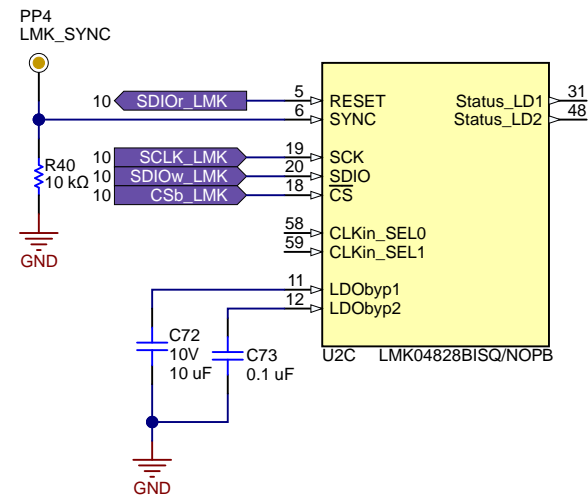 PP4
LMK_SYNC
10 SDIOr_LMK 5 RESET Status_LD1 31
6 SYNC Status_LD2 48
10 SCLK_LMK 19 SCK
10 SDIOw_LMK 20 SDIO
10 CSb_LMK 18 CS
R40
10 kΩ
GND
58 CLKin_SEL0
59 CLKin_SEL1
11 LDObyp1
12 LDObyp2
C72
10V
10 uF
C73
0.1 uF
U2C LMK04828BISQ/NOPB
GND